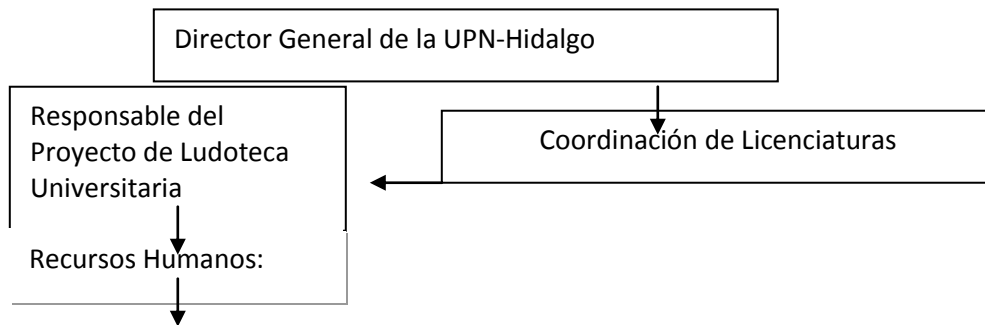 Director General de la UPN-Hidalgo
Responsable del
Proyecto de Ludoteca
Universitaria
Coordinación de Licenciaturas
Recursos Humanos: